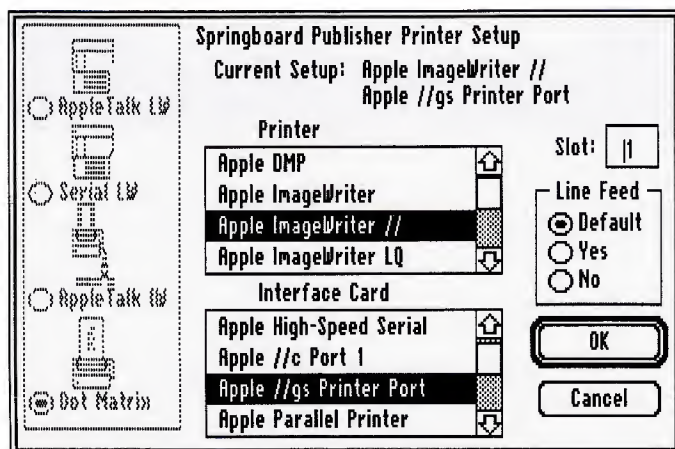 Springboard Publisher Printer Setup
Current Setup: Apple ImageWriter //
Apple //gs Printer Port
AppleTalk LW
Serial LW
AppleTalk IW
Dot Matrix
Printer
Apple DMP
Apple ImageWriter
Apple ImageWriter //
Apple ImageWriter LQ
Interface Card
Apple High-Speed Serial
Apple //c Port 1
Apple //gs Printer Port
Apple Parallel Printer
Slot: 1
Line Feed
Default
Yes
No
OK
Cancel